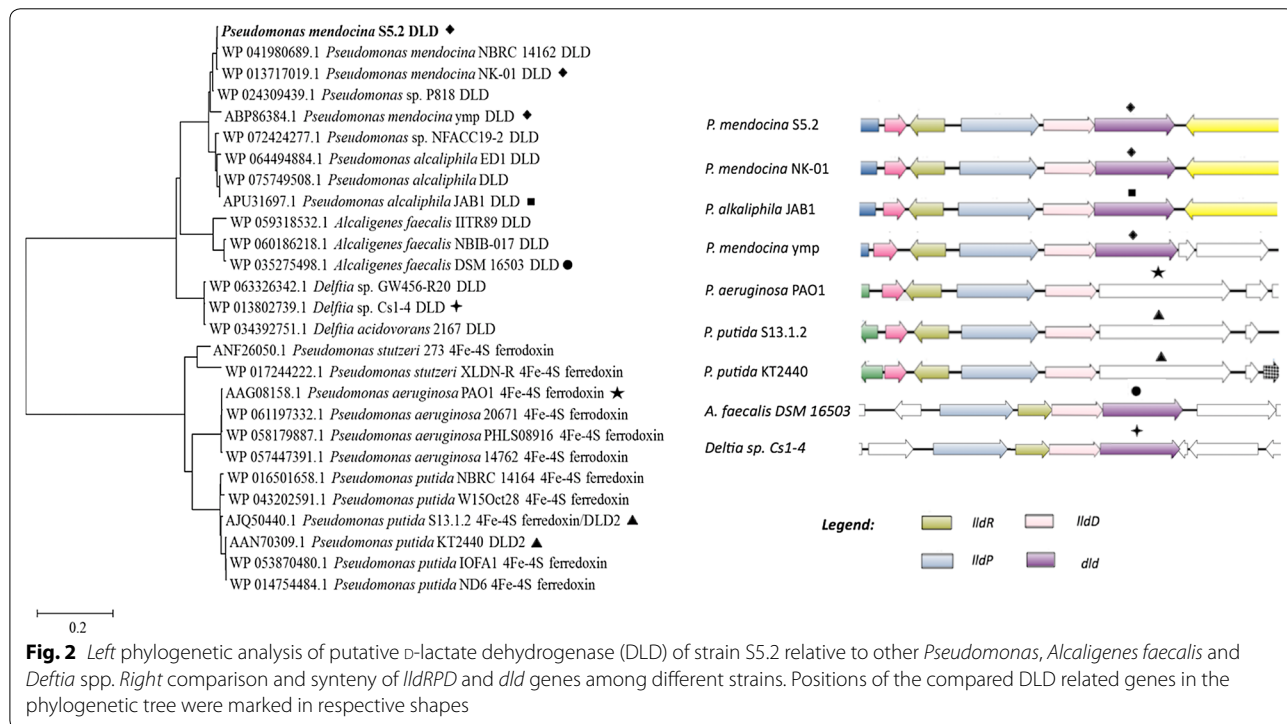 Pseudomonas mendocina S5.2 DLD
WP 041980689.1 Pseudomonas mendocina NBRC 14162 DLD
WP 013717019.1 Pseudomonas mendocina NK-01 DLD
WP 024309439.1 Pseudomonas sp. P818 DLD
ABP86384.1 Pseudomonas mendocina ymp DLD
WP 072424277.1 Pseudomonas sp. NFACC19-2 DLD
WP 064494884.1 Pseudomonas alcaliphila ED1 DLD
WP 075749508.1 Pseudomonas alcaliphila DLD
APU31697.1 Pseudomonas alcaliphila JAB1 DLD
WP 059318532.1 Alcaligenes faecalis IITR89 DLD
WP 060186218.1 Alcaligenes faecalis NBIB-017 DLD
WP 035275498.1 Alcaligenes faecalis DSM 16503 DLD
WP 063326342.1 Delftia sp. GW456-R20 DLD
WP 013802739.1 Delftia sp. Cs1-4 DLD
WP 034392751.1 Delftia acidovorans 2167 DLD
ANF26050.1 Pseudomonas stutzeri 273 4Fe-4S ferrodoxin
WP 017244222.1 Pseudomonas stutzeri XLDN-R 4Fe-4S ferredoxin
AAG08158.1 Pseudomonas aeruginosa PAO1 4Fe-4S ferrodoxin
WP 061197332.1 Pseudomonas aeruginosa 20671 4Fe-4S ferrodoxin
WP 058179887.1 Pseudomonas aeruginosa PHLS08916 4Fe-4S ferrodoxin
WP 057447391.1 Pseudomonas aeruginosa 14762 4Fe-4S ferrodoxin
WP 016501658.1 Pseudomonas putida NBRC 14164 4Fe-4S ferrodoxin
WP 043202591.1 Pseudomonas putida W15Oct28 4Fe-4S ferrodoxin
AJQ50440.1 Pseudomonas putida S13.1.2 4Fe-4S ferredoxin/DLD2
AAN70309.1 Pseudomonas putida KT2440 DLD2
WP 053870480.1 Pseudomonas putida IOFA1 4Fe-4S ferrodoxin
WP 014754484.1 Pseudomonas putida ND6 4Fe-4S ferrodoxin
0.2
P. mendocina S5.2
P. mendocina NK-01
P. alkaliphila JAB1
P. mendocina ymp
P. aeruginosa PAO1
P. putida S13.1.2
P. putida KT2440
A. faecalis DSM 16503
Deltia sp. Cs1-4
Legend:
lldR
lldD
lldP
dld
Fig. 2 Left phylogenetic analysis of putative D-lactate dehydrogenase (DLD) of strain S5.2 relative to other Pseudomonas, Alcaligenes faecalis and
Deftia spp. Right comparison and synteny of lldRPD and dld genes among different strains. Positions of the compared DLD related genes in the
phylogenetic tree were marked in respective shapes